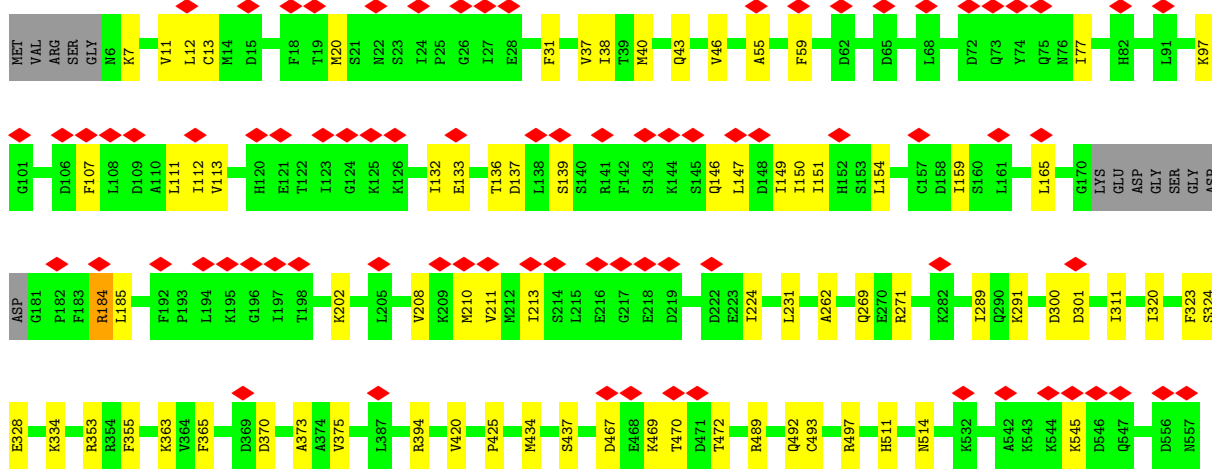 MET VAL ARG SER GLY N6 K7 V11 L12 C13 M14 D15 F18 T19 M20 S21 N22 S23 I24 P25 G26 I27 E28 F31 V37 I38 T39 M40 Q43 V46 A55 F59 D62 D65 L68 D72 Q73 Y74 Q75 N76 I77 H82 L91 K97
G101 D106 F107 L108 D109 A110 L111 I112 V113 H120 E121 T122 I123 G124 K125 K126 I132 E133 T136 D137 L138 S139 S140 R141 F142 S143 K144 S145 Q146 L147 D148 I149 I150 I151 H152 S153 L154 C157 D158 I159 S160 L161 L165 G170 LYS GLU ASP GLY SER GLY ASP
ASP G181 P182 F183 R184 L185 F192 P193 L194 K195 G196 I197 T198 K202 L205 V208 K209 M210 V211 M212 I213 S214 L215 E216 G217 E218 D219 D222 E223 I224 L231 A262 Q269 E270 R271 K282 I289 Q290 K291 D300 D301 I311 I320 F323 S324
E328 K334 R353 R354 F355 K363 V364 F365 D369 D370 A373 A374 V375 L387 R394 V420 P425 M434 S437 D467 E468 K469 T470 D471 T472 R489 Q492 C493 R497 H511 N514 K532 A542 K543 K544 K545 D546 Q547 D556 N557